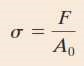 σ = F / A₀